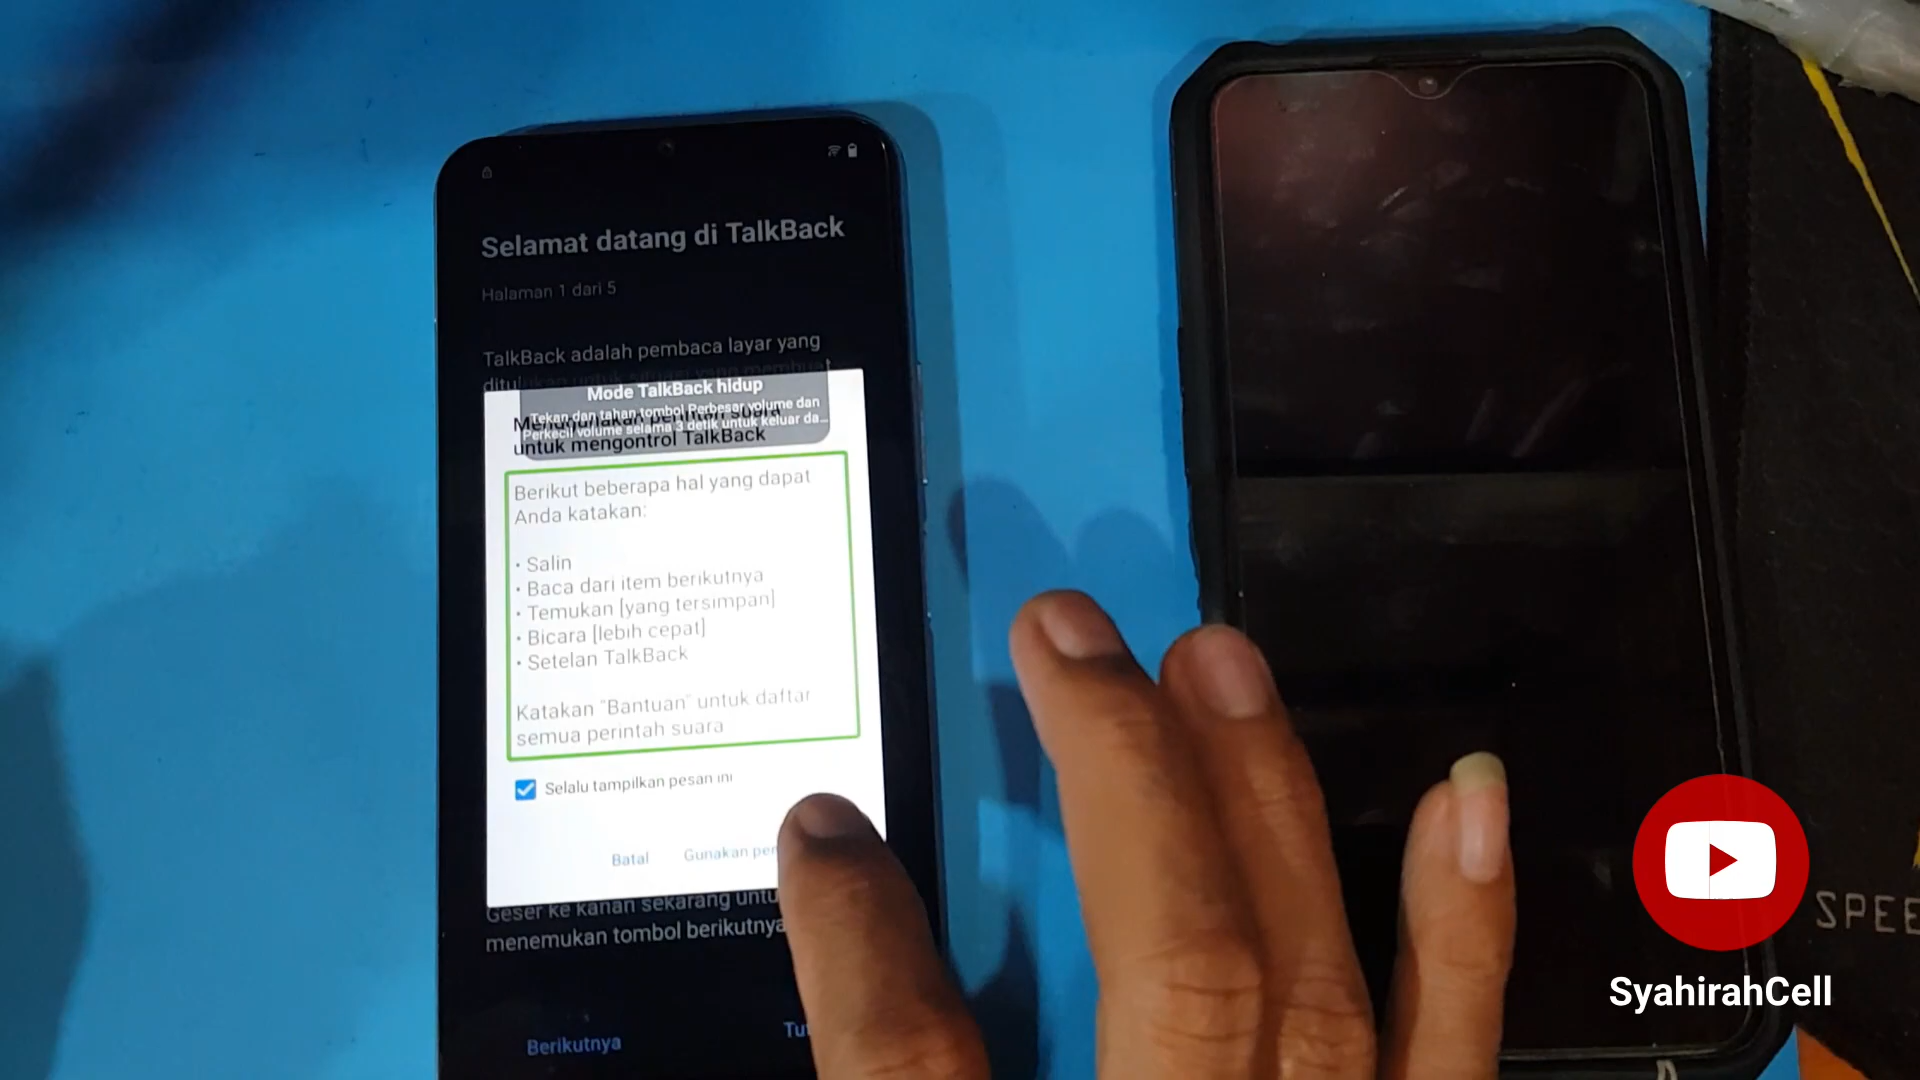 Selamat datang di TalkBack
Halaman 1 dari 5
TalkBack adalah pembaca layar yang
Mode TalkBack hidup
Tekan dan tahan tombol Perbesar volume dan
Perkecil volume selama 3 detik untuk keluar da...
Menggunakan perintah suara
untuk mengontrol TalkBack
Berikut beberapa hal yang dapat
Anda katakan:
• Salin
• Baca dari item berikutnya
• Temukan [yang tersimpan]
• Bicara [lebih cepat]
• Setelan TalkBack
Katakan "Bantuan" untuk daftar
semua perintah suara
Selalu tampilkan pesan ini
Batal Gunakan
Geser ke kanan sekarang
menemukan tombol berikutnya
Berikutnya
SPEE
SyahirahCell